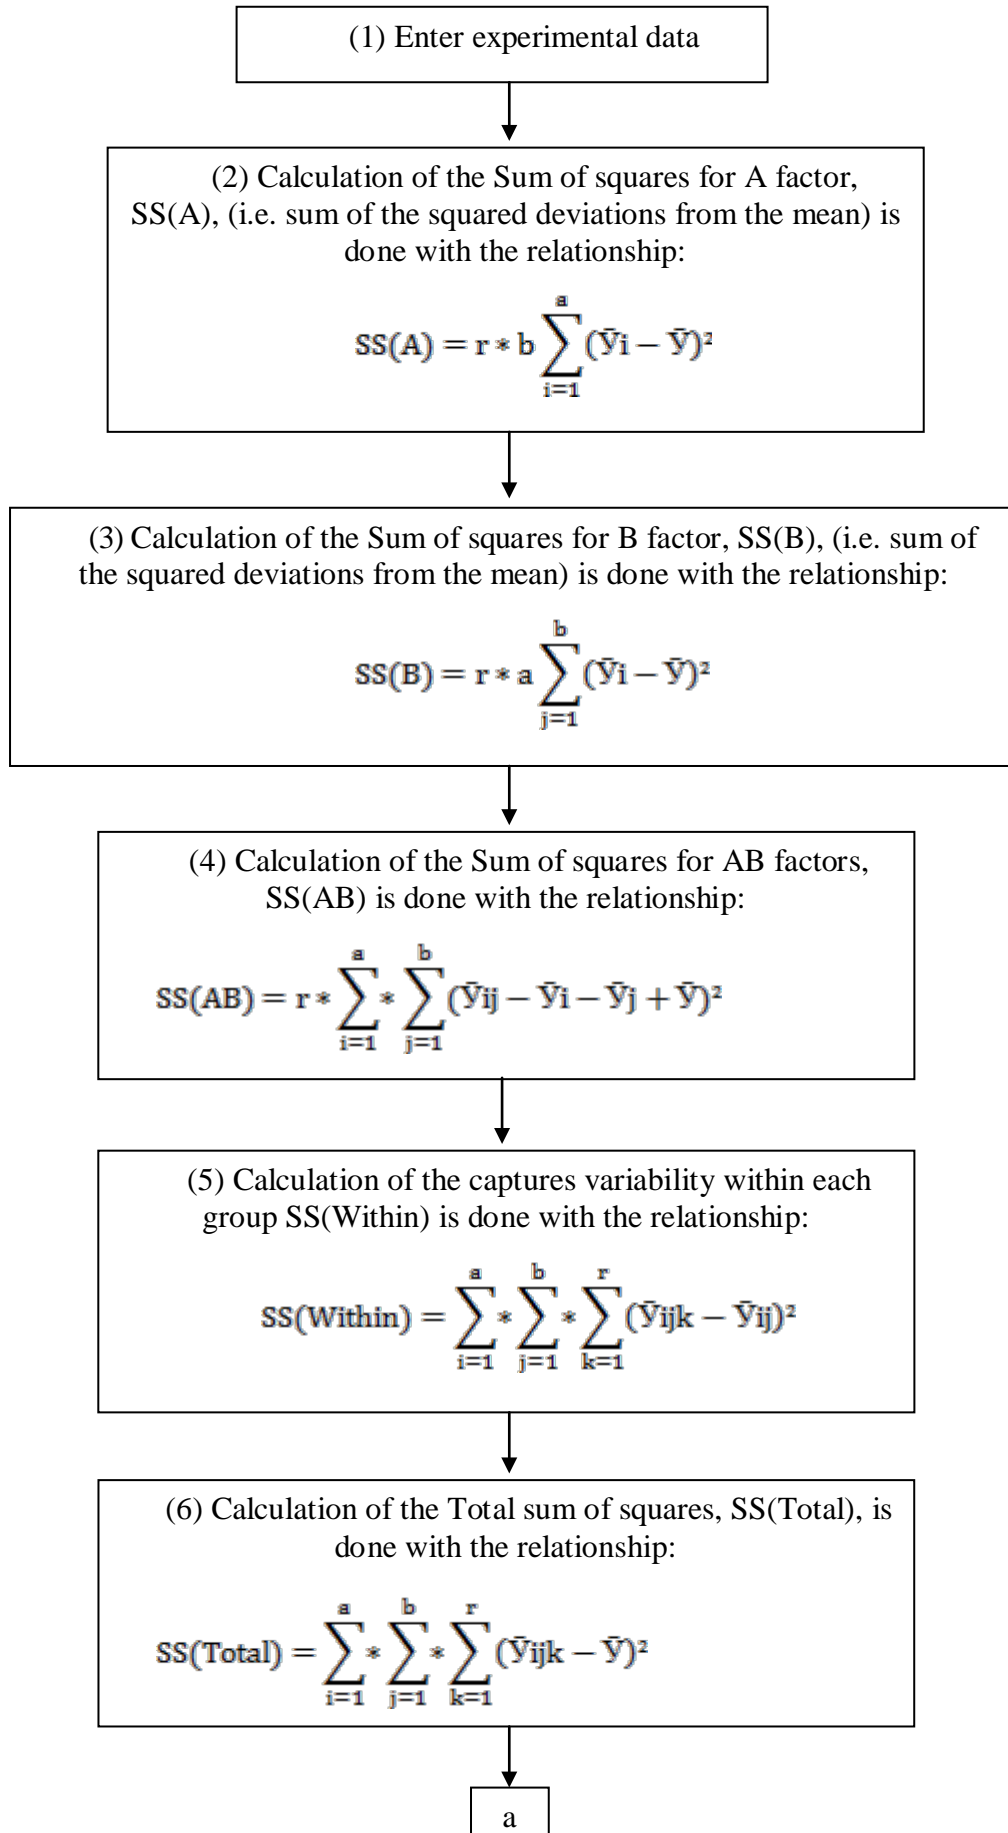 (1) Enter experimental data
(2) Calculation of the Sum of squares for A factor,
SS(A), (i.e. sum of the squared deviations from the mean) is
done with the relationship:
a
SS(A) = r * b ∑ (ȳi − ȳ)²
i=1
(3) Calculation of the Sum of squares for B factor, SS(B), (i.e. sum of
the squared deviations from the mean) is done with the relationship:
b
SS(B) = r * a ∑ (ȳi − ȳ)²
j=1
(4) Calculation of the Sum of squares for AB factors,
SS(AB) is done with the relationship:
a b
SS(AB) = r * ∑ * ∑ (ȳij − ȳi − ȳj + ȳ)²
i=1 j=1
(5) Calculation of the captures variability within each
group SS(Within) is done with the relationship:
a b r
SS(Within) = ∑ * ∑ * ∑ (ȳijk − ȳij)²
i=1 j=1 k=1
(6) Calculation of the Total sum of squares, SS(Total), is
done with the relationship:
a b r
SS(Total) = ∑ * ∑ * ∑ (ȳijk − ȳ)²
i=1 j=1 k=1
a